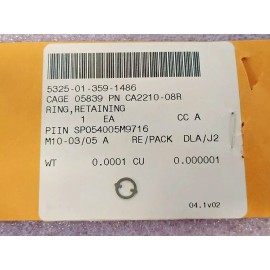 5325-01-359-1486
CAGE 05839 PN CA2210-08R
RING,RETAINING
1 EA CC A
PIIN SP054005M9716
M10-03/05 A RE/PACK DLA/J2
WT 0.0001 CU 0.000001
04.1v02